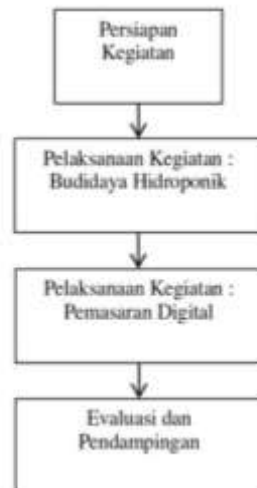 Persiapan
Kegiatan
Pelaksanaan Kegiatan :
Budidaya Hidroponik
Pelaksanaan Kegiatan :
Pemasaran Digital
Evaluasi dan
Pendampingan